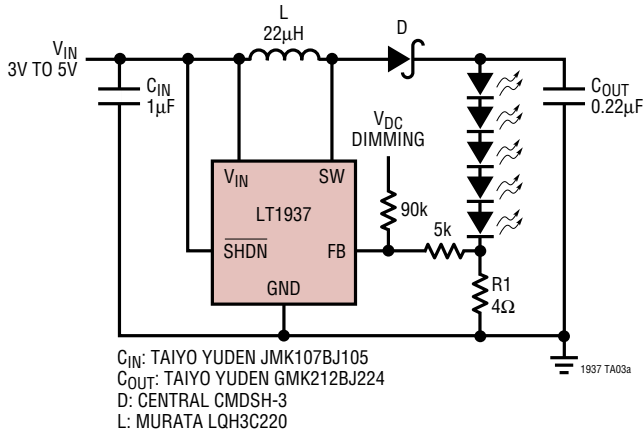 L
22µH
D
V_IN
3V TO 5V
C_IN
1µF
C_OUT
0.22µF
V_DC
DIMMING
V_IN
SW
LT1937
90k
5k
SHDN
FB
GND
R1
4Ω
C_IN: TAIYO YUDEN JMK107BJ105
C_OUT: TAIYO YUDEN GMK212BJ224
D: CENTRAL CMDSH-3
L: MURATA LQH3C220
1937 TA03a